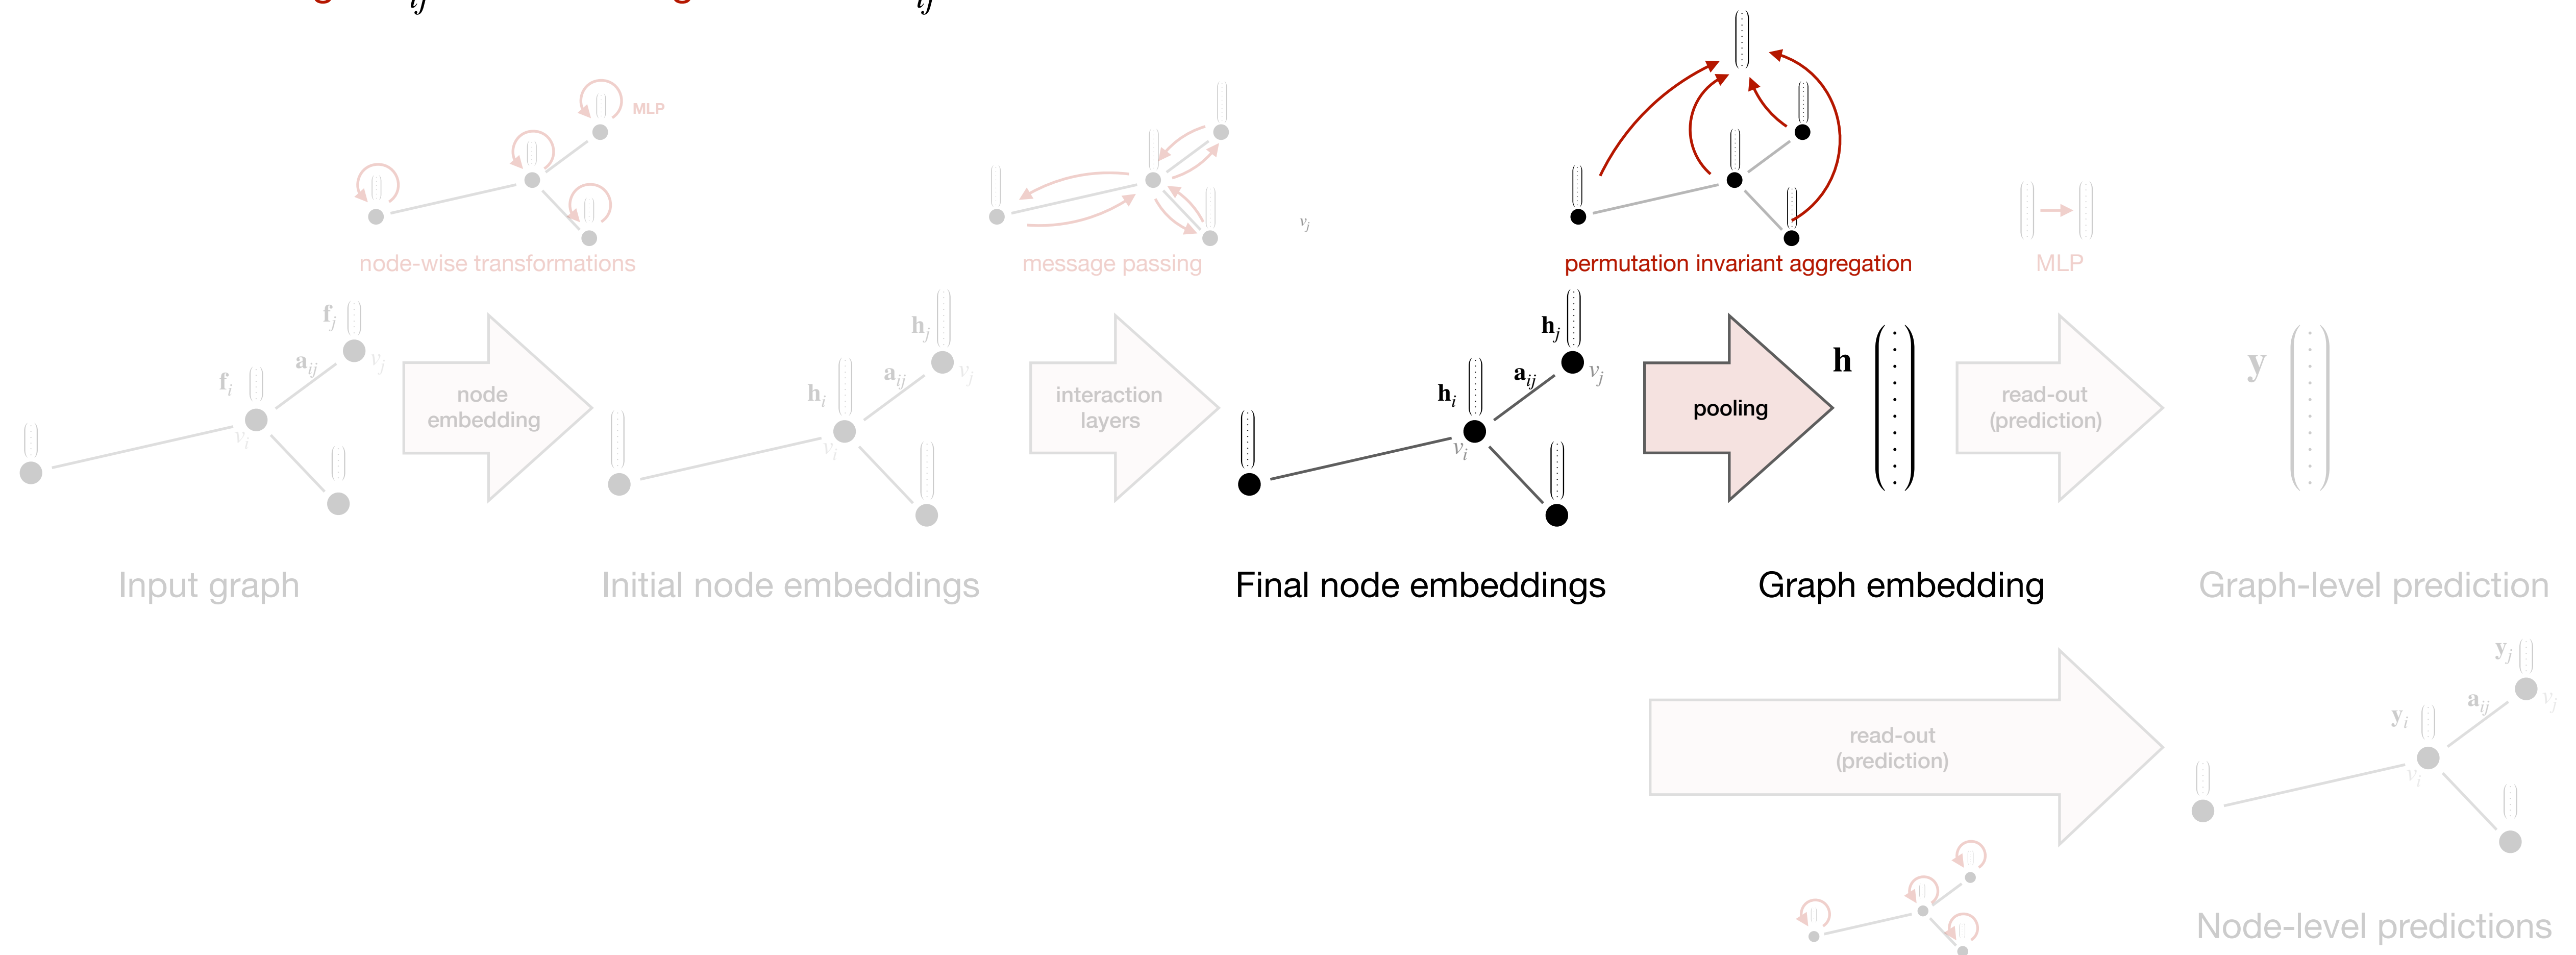 ij ij
MLP
node-wise transformations
message passing
v_j
permutation invariant aggregation
MLP
f_j
a_ij
v_j
f_i
v_i
node
embedding
h_j
a_ij
v_j
h_i
v_i
interaction
layers
h_j
a_ij
v_j
h_i
v_i
pooling
h
read-out
(prediction)
y
Input graph
Initial node embeddings
Final node embeddings
Graph embedding
Graph-level prediction
read-out
(prediction)
y_j
a_ij
v_j
y_i
v_i
Node-level predictions